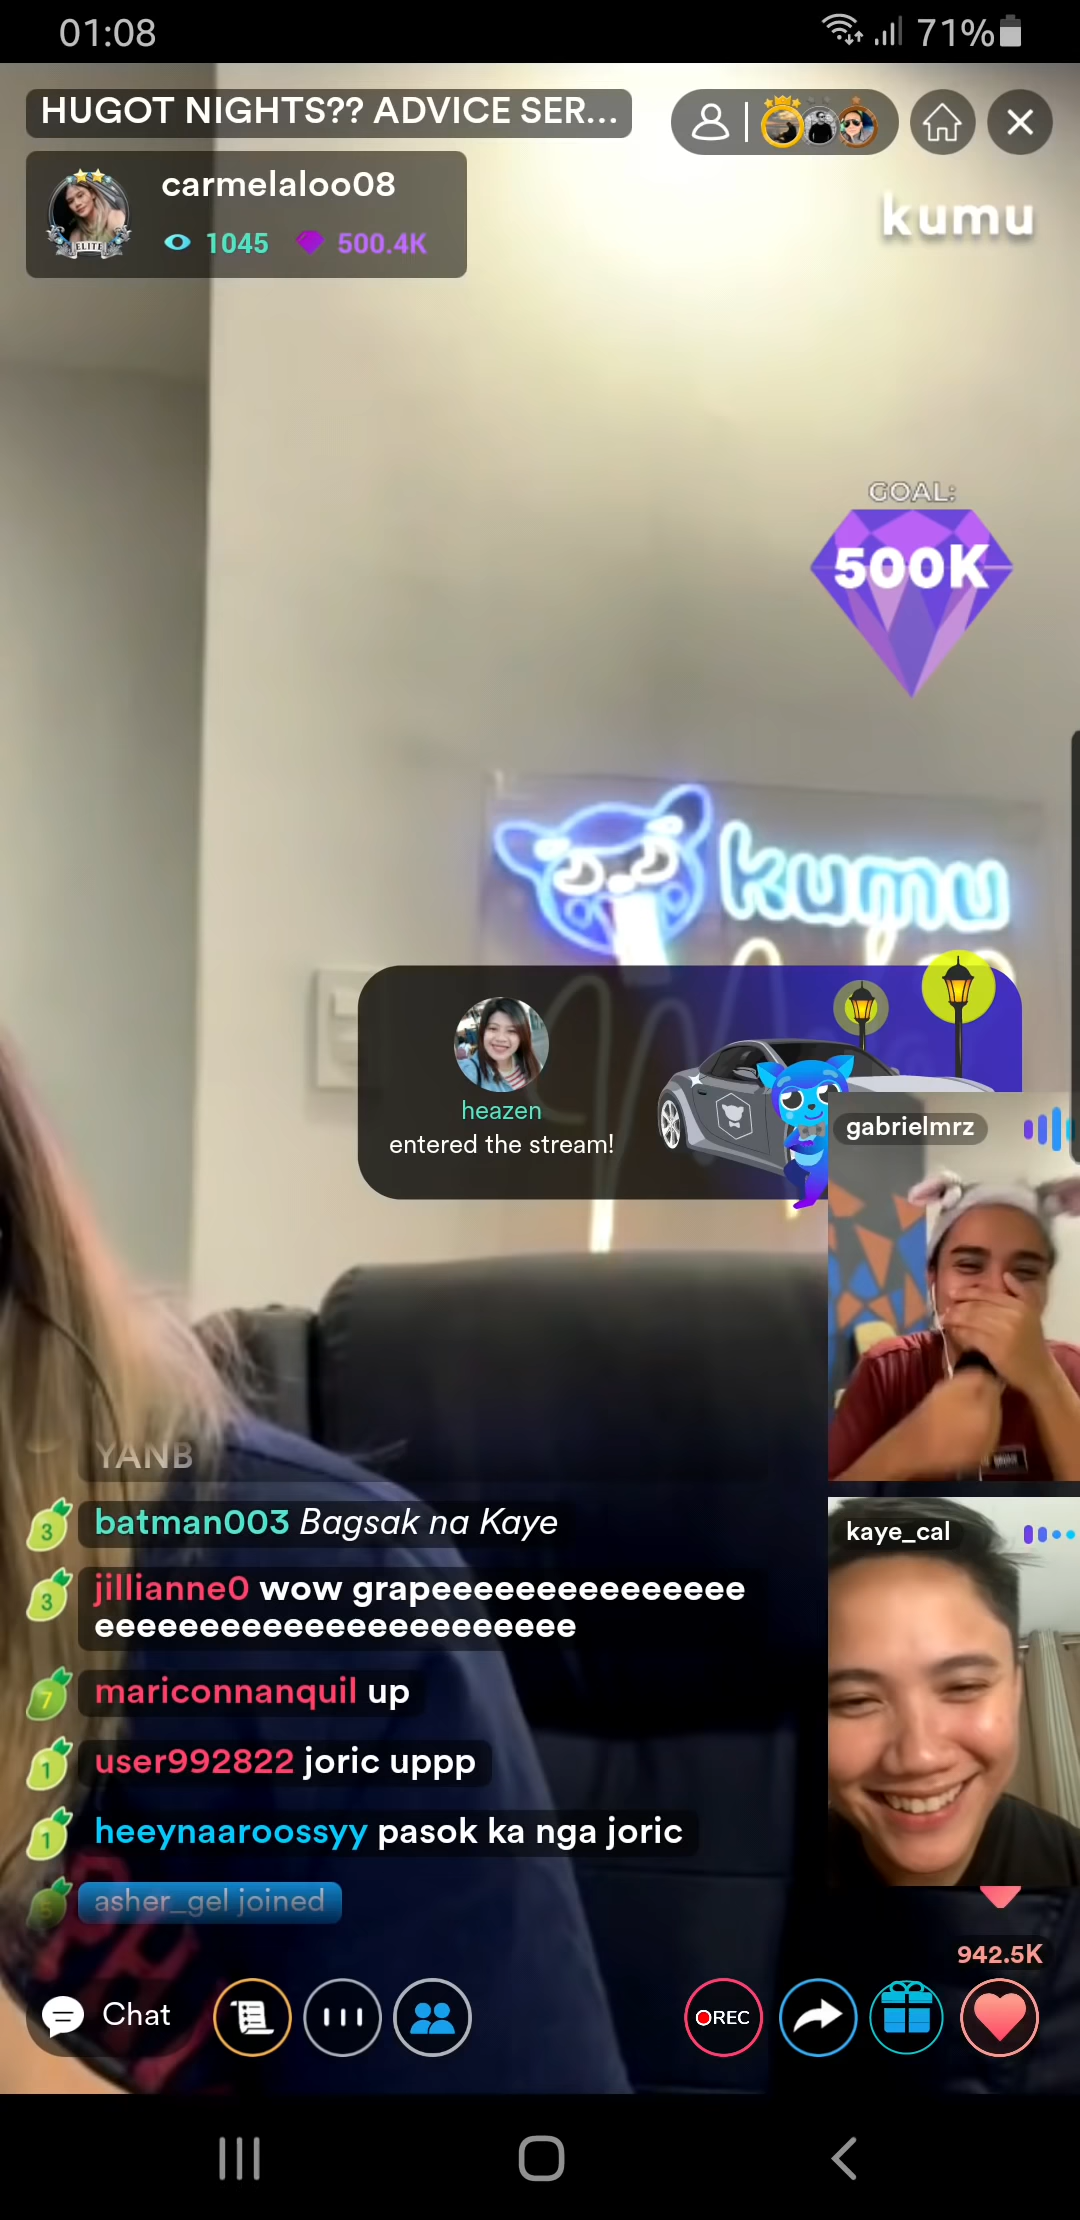 01:08
71%
HUGOT NIGHTS?? ADVICE SER...
carmelaloo08
ELITE
1045
500.4K
kumu
GOAL:
500K
kumu
heazen
entered the stream!
gabrielmrz
YANB
batman003 Bagsak na Kaye
kaye_cal
jillianne0 wow grapeeeeeeeeeeeeeee
eeeeeeeeeeeeeeeeeeeeeee
mariconnanquil up
user992822 joric uppp
heeynaaroossyy pasok ka nga joric
asher_gel joined
3
3
7
1
1
942.5K
Chat
REC